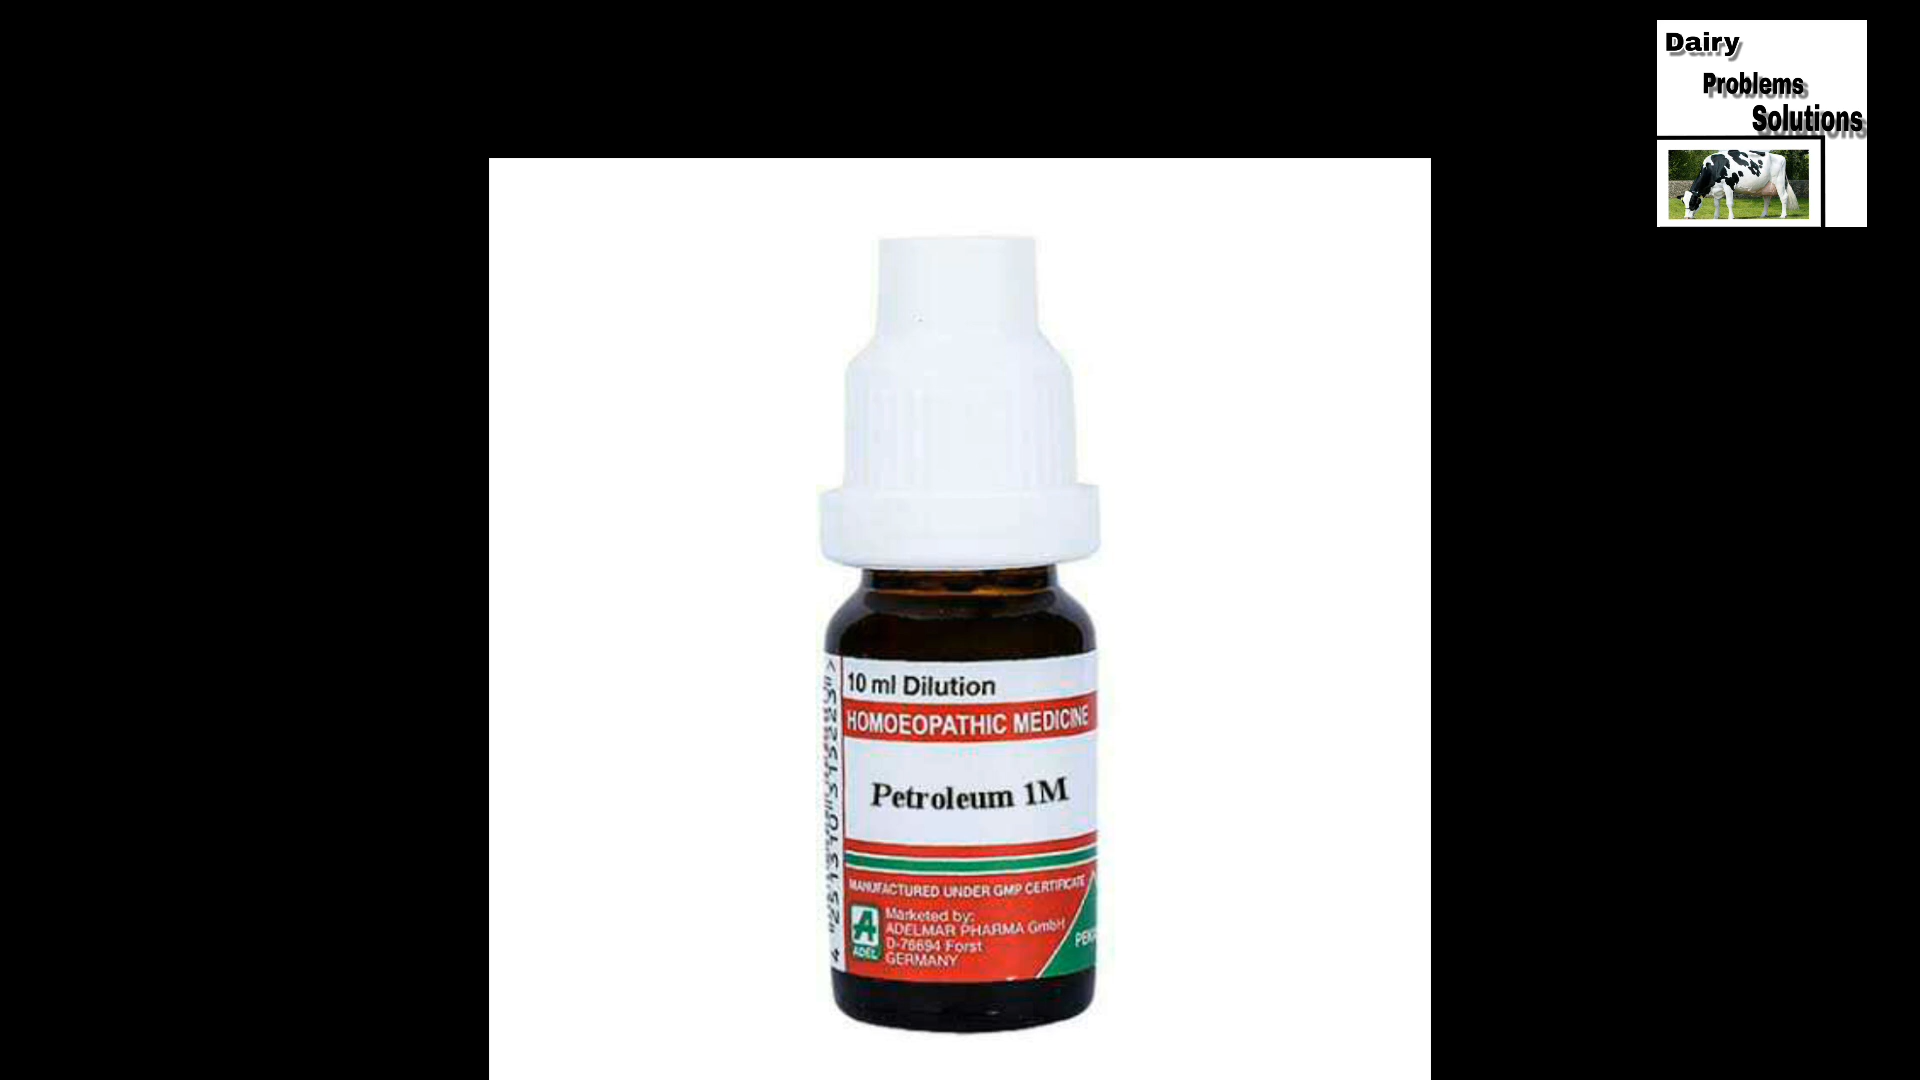 Dairy
Problems
Solutions
10 ml Dilution
HOMOEOPATHIC MEDICINE
Petroleum 1M
MANUFACTURED UNDER GMP CERTIFICATE
Marketed by:
ADELMAR PHARMA GmbH
D-76694 Forst
GERMANY
ADEL